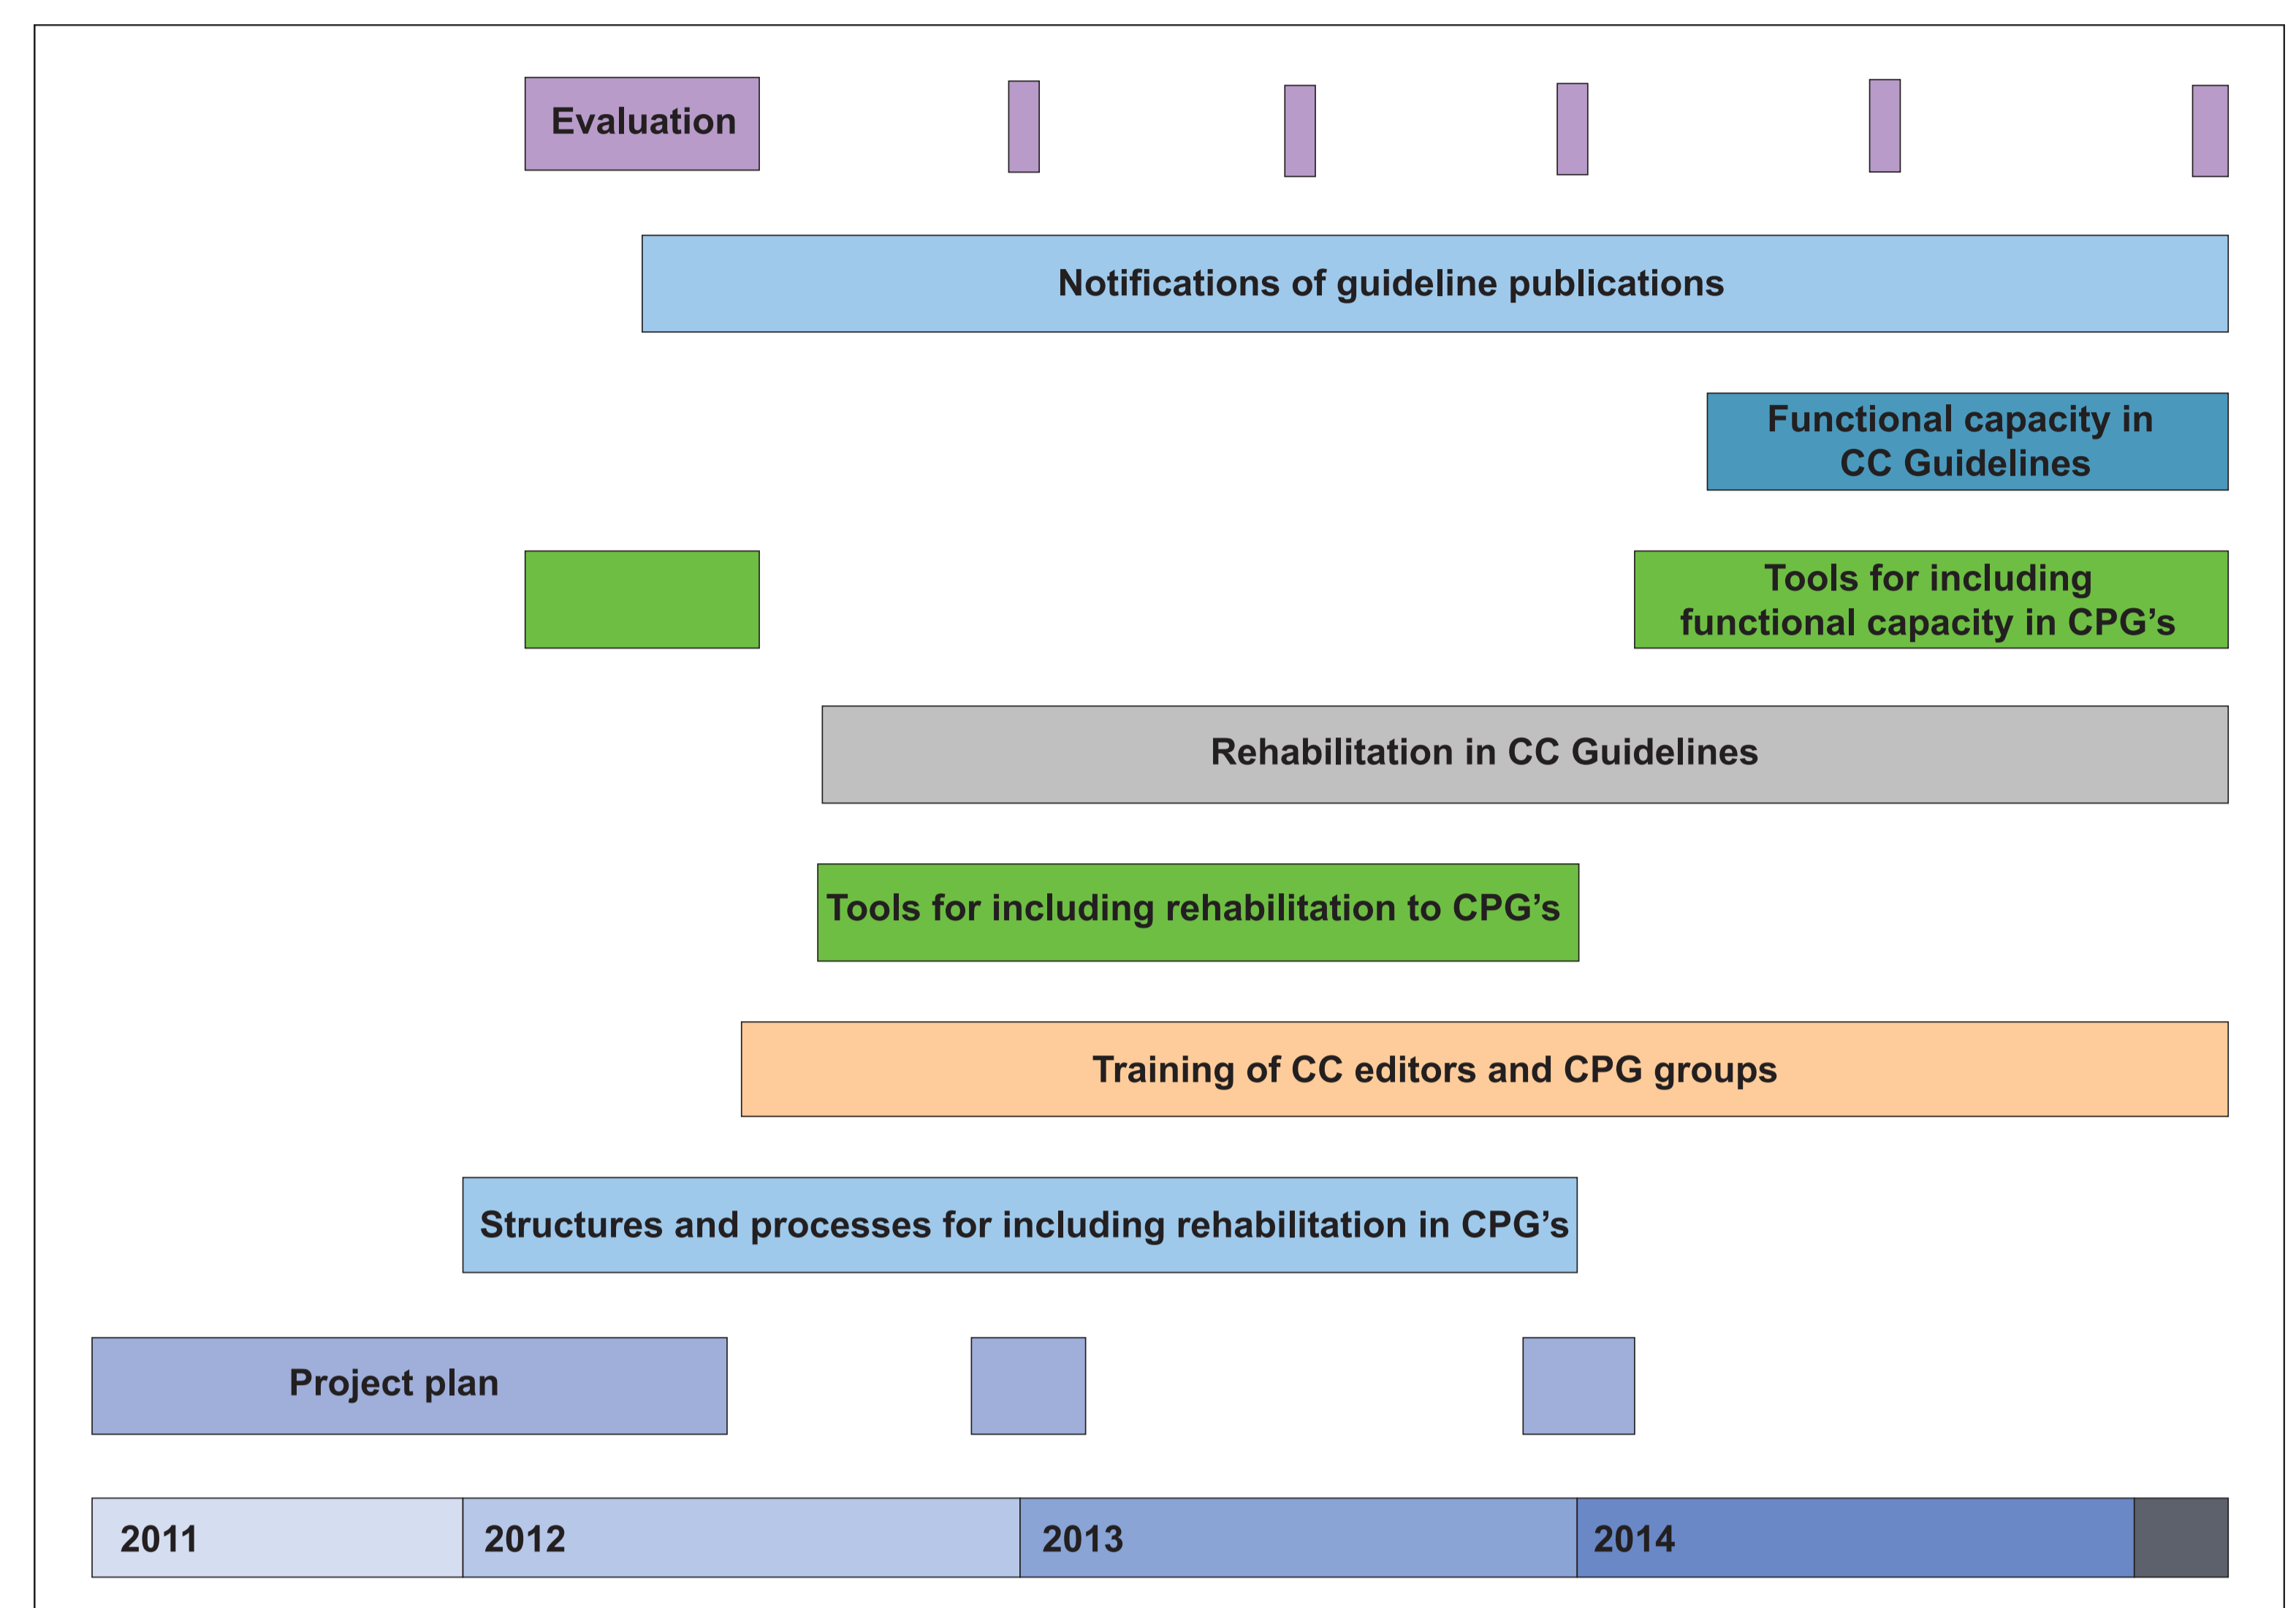 Evaluation
Notifications of guideline publications
Functional capacity in
CC Guidelines
Tools for including
functional capacity in CPG’s
Rehabilitation in CC Guidelines
Tools for including rehabilitation to CPG’s
Training of CC editors and CPG groups
Structures and processes for including rehabilitation in CPG’s
Project plan
2011 2012 2013 2014